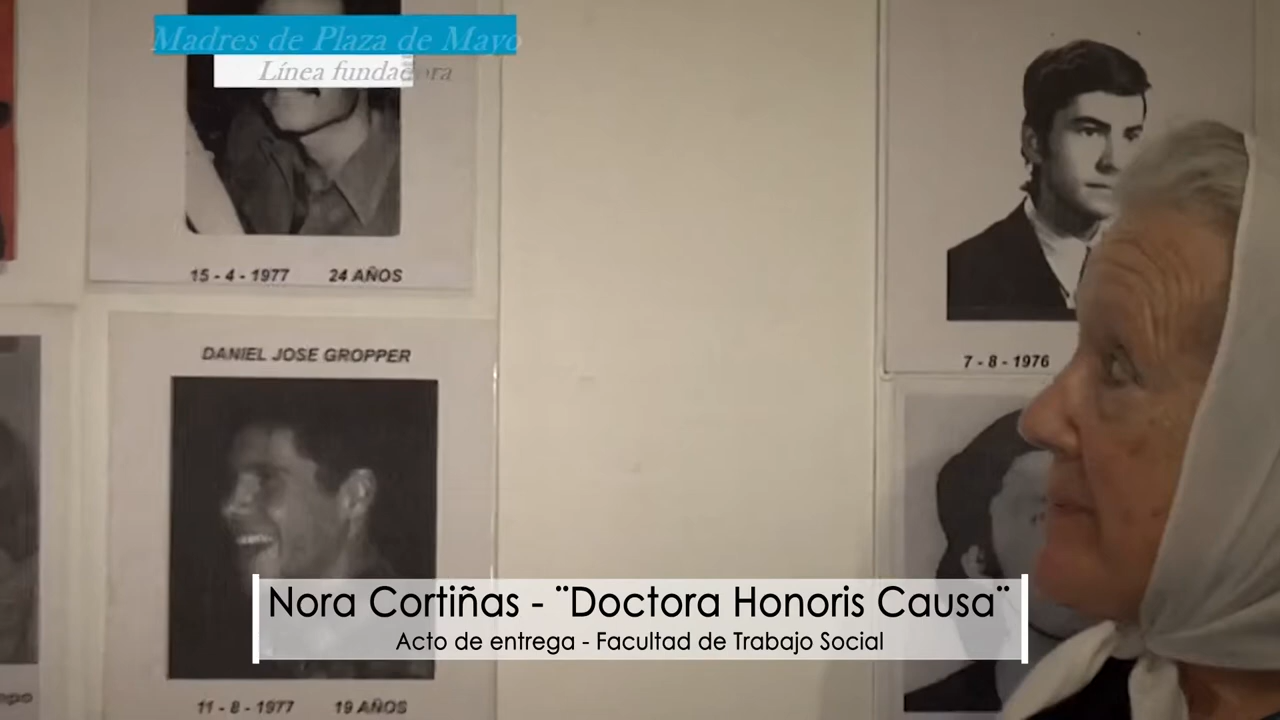 Madres de Plaza de Mayo
Línea fundadora
15 - 4 - 1977 24 AÑOS
7 - 8 - 1976
DANIEL JOSE GROPPER
11 - 8 - 1977 19 AÑOS
Nora Cortiñas - ¨Doctora Honoris Causa¨
Acto de entrega - Facultad de Trabajo Social